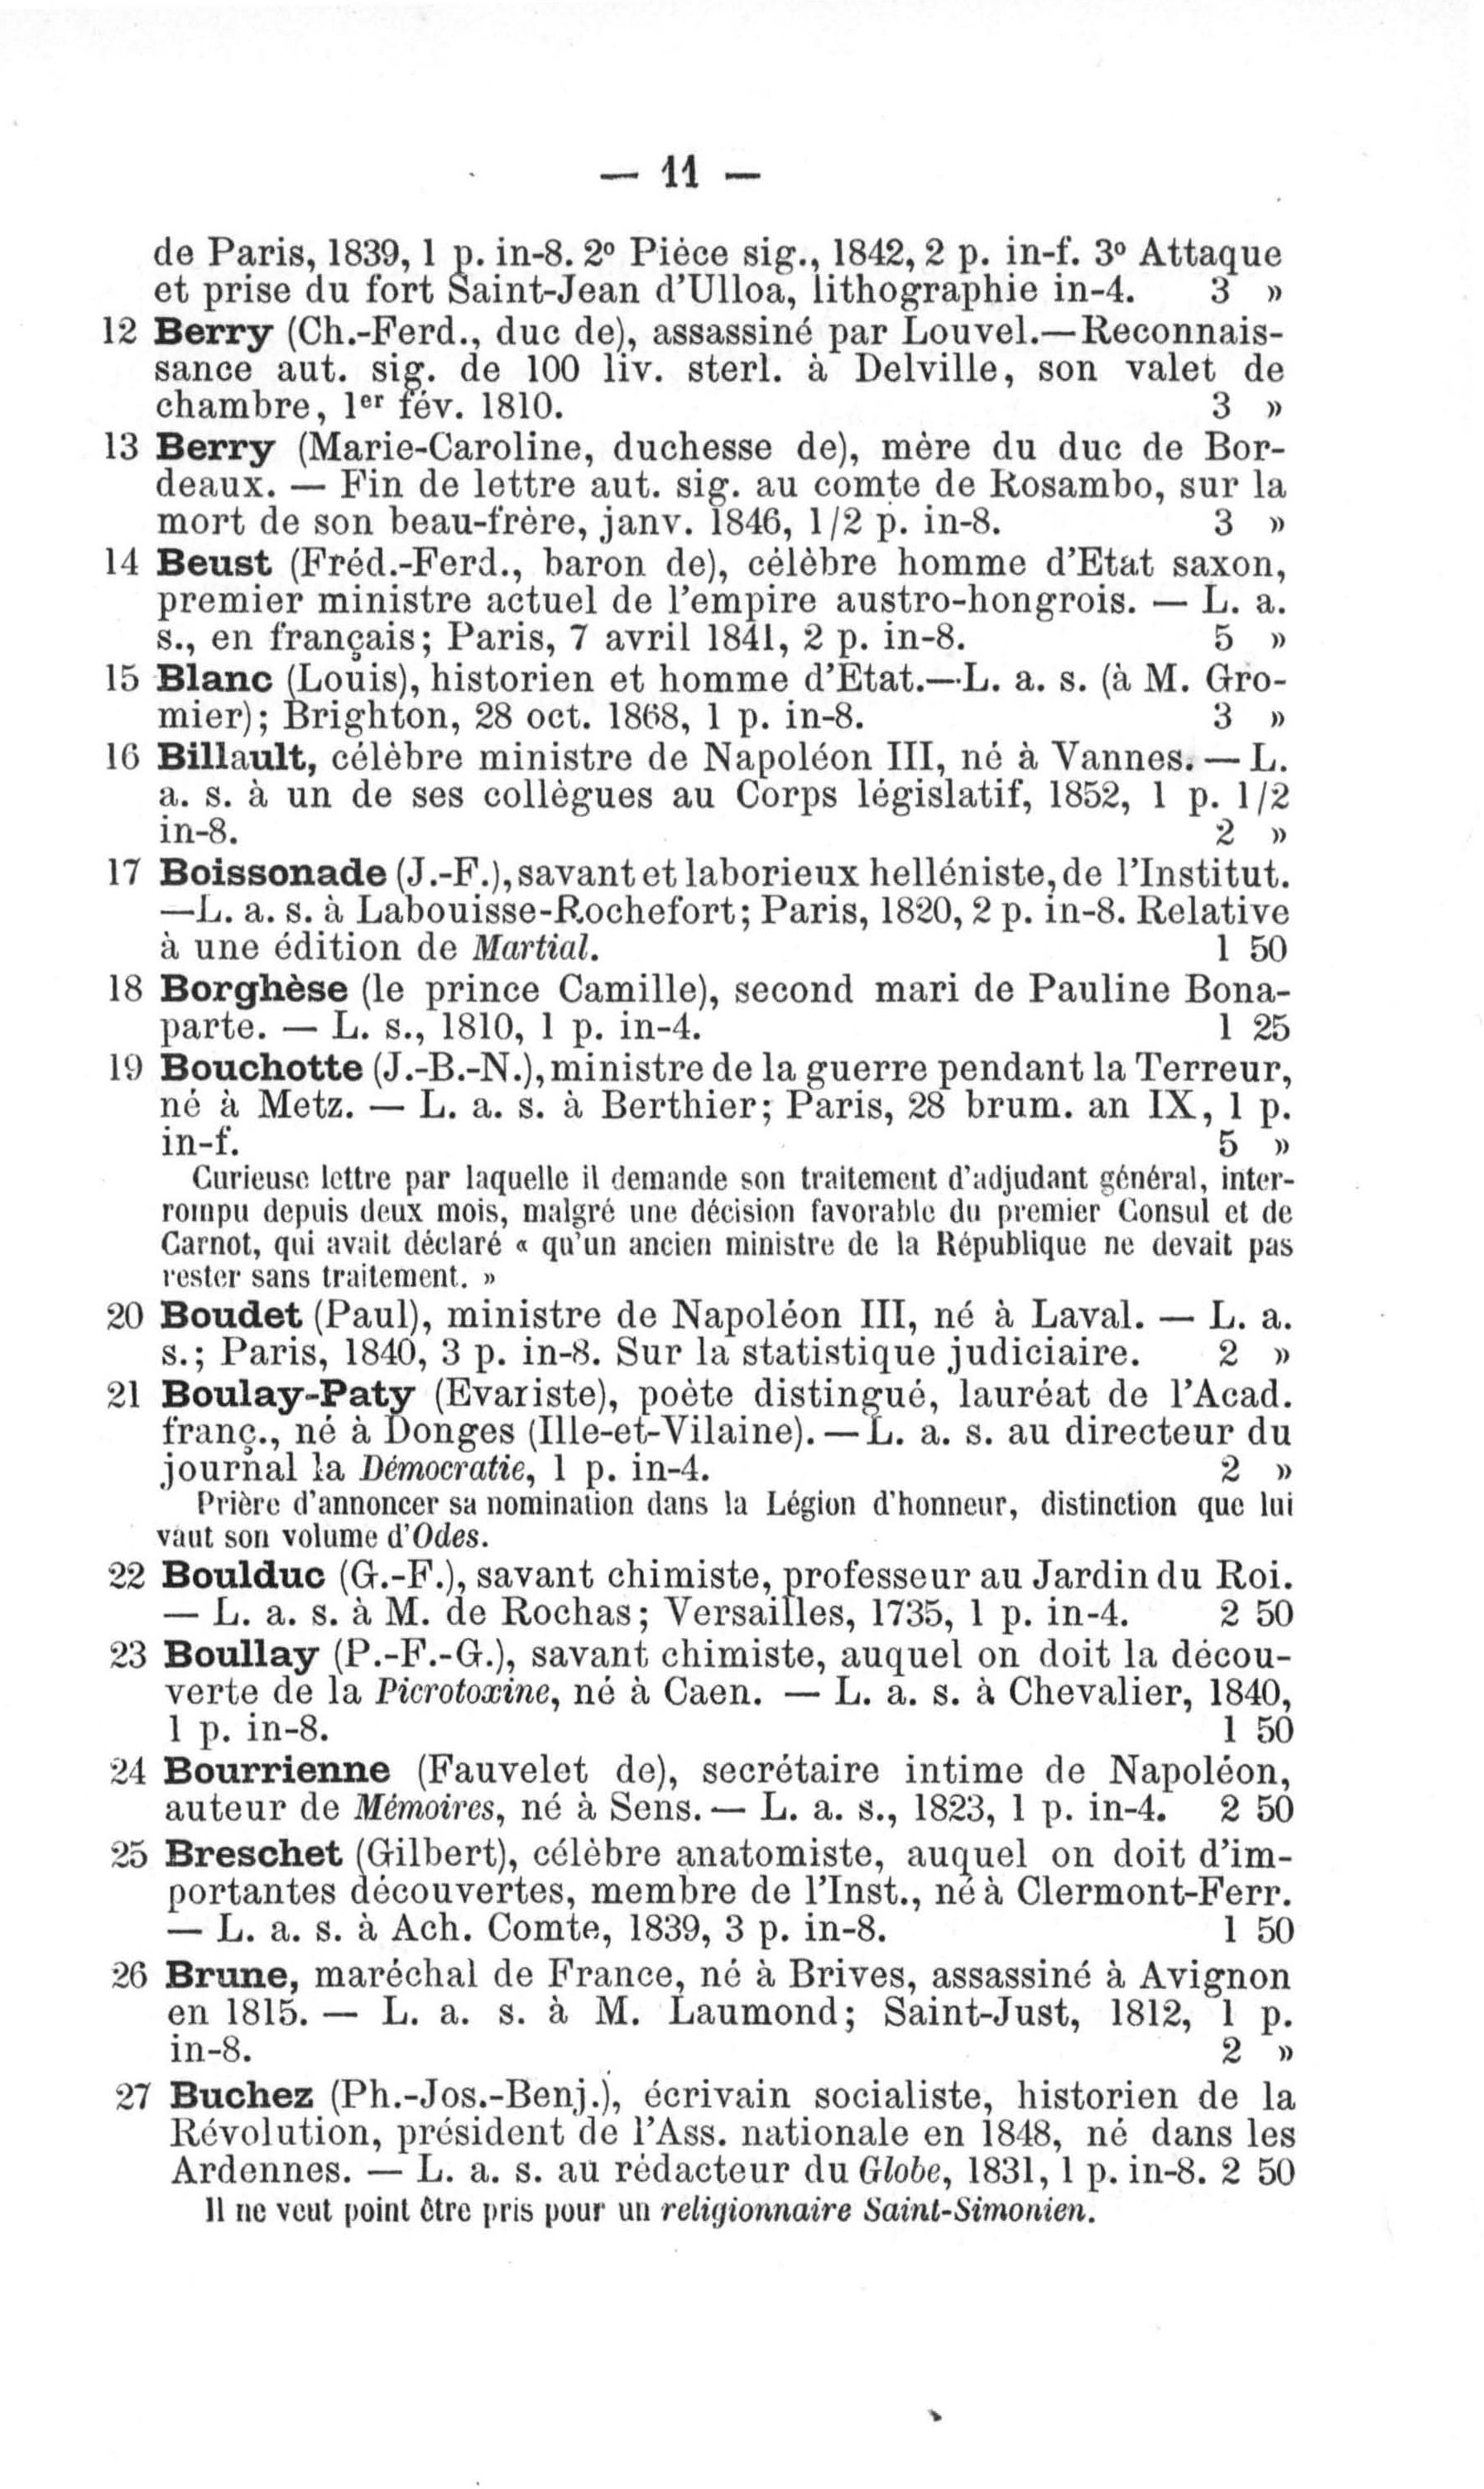 — 11 —
de Paris, 1839, 1 p. in-8. 2º Pièce sig., 1842, 2 p. in-f. 3º Attaque
et prise du fort Saint-Jean d'Ulloa, lithographie in-4. 3 »
12 Berry (Ch.-Ferd., duc de), assassiné par Louvel.—Reconnais-
sance aut. sig. de 100 liv. sterl. à Delville, son valet de
chambre, 1er fév. 1810. 3 »
13 Berry (Marie-Caroline, duchesse de), mère du duc de Bor-
deaux. — Fin de lettre aut. sig. au comte de Rosambo, sur la
mort de son beau-frère, janv. 1846, 1/2 p. in-8. 3 »
14 Beust (Fréd.-Ferd., baron de), célèbre homme d'Etat saxon,
premier ministre actuel de l'empire austro-hongrois. — L. a.
s., en français; Paris, 7 avril 1841, 2 p. in-8. 5 »
15 Blanc (Louis), historien et homme d'Etat.—L. a. s. (à M. Gro-
mier); Brighton, 28 oct. 1868, 1 p. in-8. 3 »
16 Billault, célèbre ministre de Napoléon III, né à Vannes. — L.
a. s. à un de ses collègues au Corps législatif, 1852, 1 p. 1/2
in-8. 2 »
17 Boissonade (J.-F.), savant et laborieux helléniste, de l'Institut.
—L. a. s. à Labouisse-Rochefort; Paris, 1820, 2 p. in-8. Relative
à une édition de Martial. 1 50
18 Borghèse (le prince Camille), second mari de Pauline Bona-
parte. — L. s., 1810, 1 p. in-4. 1 25
19 Bouchotte (J.-B.-N.), ministre de la guerre pendant la Terreur,
né à Metz. — L. a. s. à Berthier; Paris, 28 brum. an IX, 1 p.
in-f. 5 »
Curieuse lettre par laquelle il demande son traitement d'adjudant général, inter-
rompu depuis deux mois, malgré une décision favorable du premier Consul et de
Carnot, qui avait déclaré « qu'un ancien ministre de la République ne devait pas
rester sans traitement. »
20 Boudet (Paul), ministre de Napoléon III, né à Laval. — L. a.
s.; Paris, 1840, 3 p. in-8. Sur la statistique judiciaire. 2 »
21 Boulay-Paty (Evariste), poète distingué, lauréat de l'Acad.
franç., né à Donges (Ille-et-Vilaine).—L. a. s. au directeur du
journal la Démocratie, 1 p. in-4. 2 »
Prière d'annoncer sa nomination dans la Légion d'honneur, distinction que lui
vaut son volume d'Odes.
22 Boulduc (G.-F.), savant chimiste, professeur au Jardin du Roi.
— L. a. s. à M. de Rochas; Versailles, 1735, 1 p. in-4. 2 50
23 Boullay (P.-F.-G.), savant chimiste, auquel on doit la décou-
verte de la Picrotoxine, né à Caen. — L. a. s. à Chevalier, 1840,
1 p. in-8. 1 50
24 Bourrienne (Fauvelet de), secrétaire intime de Napoléon,
auteur de Mémoires, né à Sens. — L. a. s., 1823, 1 p. in-4. 2 50
25 Breschet (Gilbert), célèbre anatomiste, auquel on doit d'im-
portantes découvertes, membre de l'Inst., né à Clermont-Ferr.
— L. a. s. à Ach. Comte, 1839, 3 p. in-8. 1 50
26 Brune, maréchal de France, né à Brives, assassiné à Avignon
en 1815. — L. a. s. à M. Laumond; Saint-Just, 1812, 1 p.
in-8. 2 »
27 Buchez (Ph.-Jos.-Benj.), écrivain socialiste, historien de la
Révolution, président de l'Ass. nationale en 1848, né dans les
Ardennes. — L. a. s. au rédacteur du Globe, 1831, 1 p. in-8. 2 50
Il ne veut point être pris pour un religionnaire Saint-Simonien.